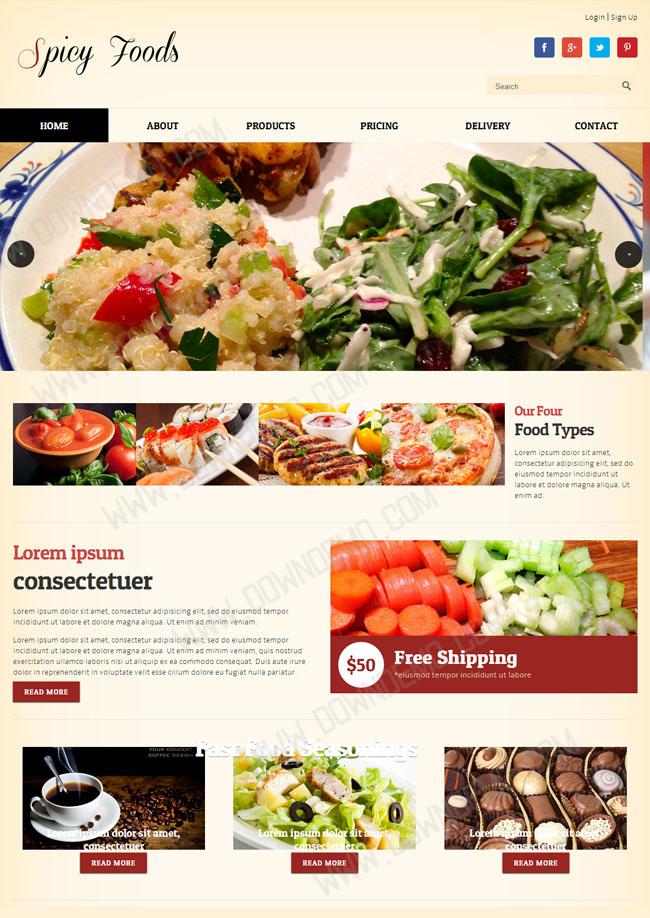 Login | Sign Up
Spicy Foods
Search
HOME ABOUT PRODUCTS PRICING DELIVERY CONTACT
Our Four
Food Types
Lorem ipsum dolor sit amet,
consectetur adipisicing elit, sed do
eiusmod tempor incididunt ut
labore et dolore magna aliqua. Ut
enim ad.
Lorem ipsum
consectetuer
Lorem ipsum dolor sit amet, consectetur adipisicing elit, sed do eiusmod tempor
incididunt ut labore et dolore magna aliqua. Ut enim ad minim veniam.
Lorem ipsum dolor sit amet, consectetur adipisicing elit, sed do eiusmod tempor
incididunt ut labore et dolore magna aliqua. Ut enim ad minim veniam, quis nostrud
exercitation ullamco laboris nisi ut aliquip ex ea commodo consequat. Duis aute irure
dolor in reprehenderit in voluptate velit esse cillum dolore eu fugiat nulla pariatur.
READ MORE
$50
Free Shipping
*eiusmod tempor incididunt ut labore
Fast Food Seasonings
YOUR CONCEPT
COFFEE DESIGN
Lorem ipsum dolor sit amet,
consectetuer
READ MORE
Lorem ipsum dolor sit amet,
consectetuer
READ MORE
Lorem ipsum dolor sit amet,
consectetuer
READ MORE
WWW.DOWNDEMO.COM